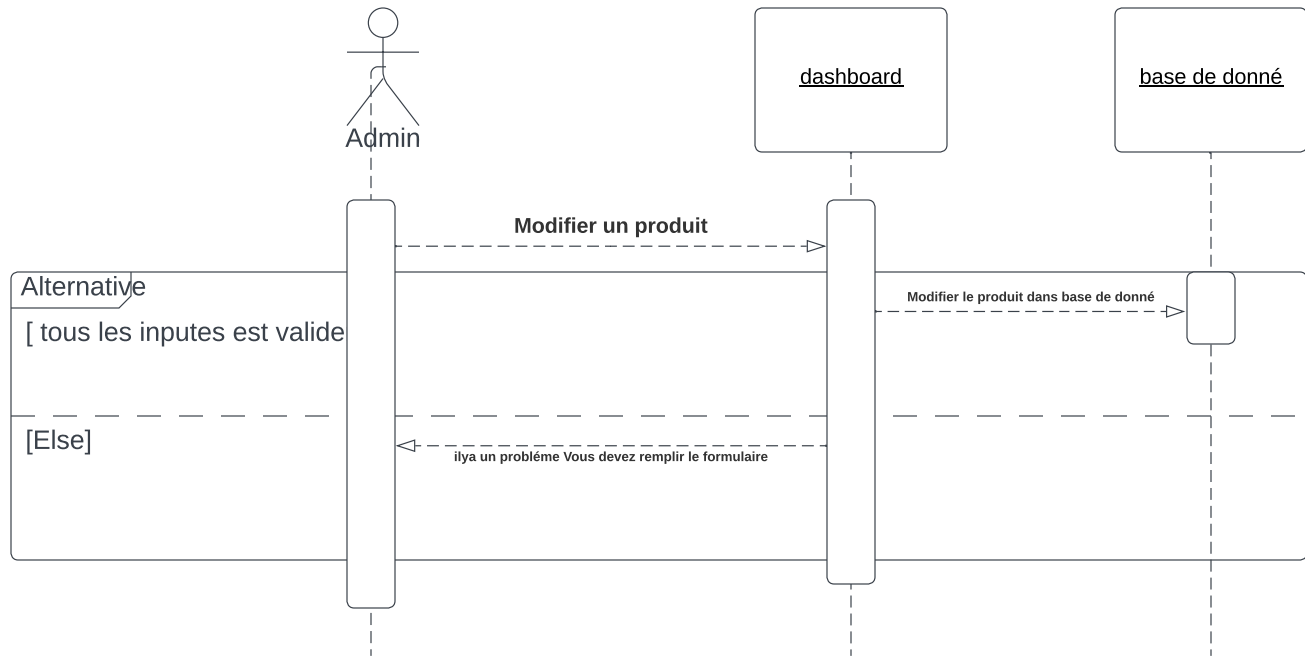 Admin
dashboard
base de donné
Modifier un produit
Alternative
Modifier le produit dans base de donné
[ tous les inputes est valide
[Else]
ilya un probléme Vous devez remplir le formulaire